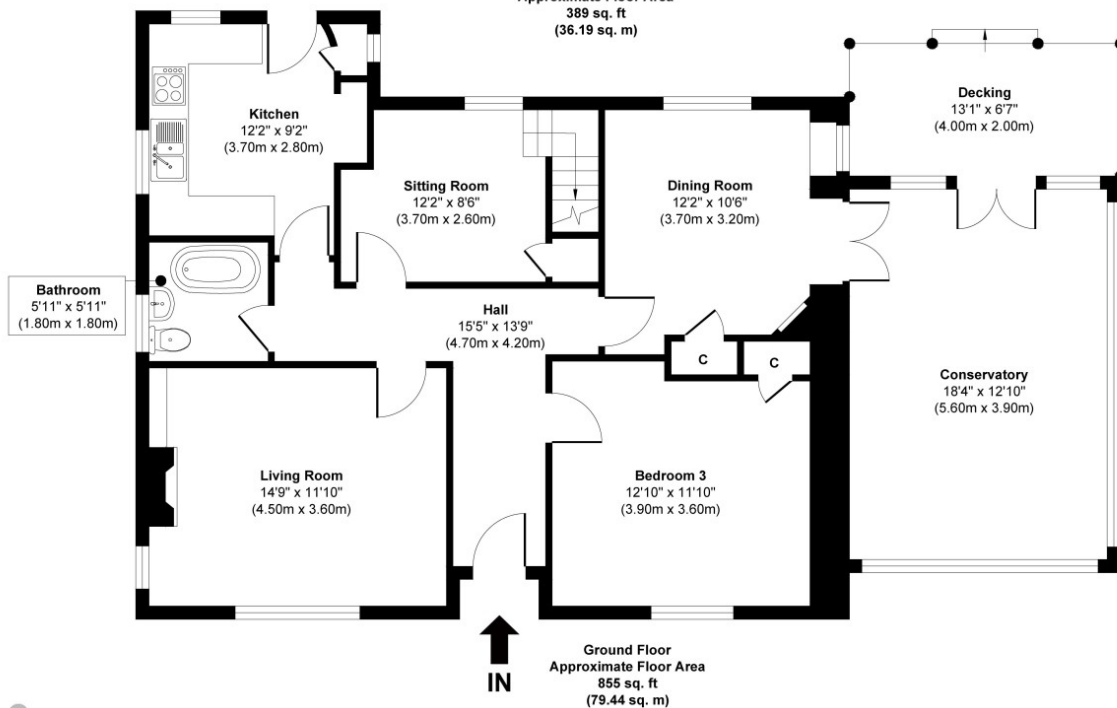 Approximate Floor Area
389 sq. ft
(36.19 sq. m)
Kitchen
12'2" x 9'2"
(3.70m x 2.80m)
Decking
13'1" x 6'7"
(4.00m x 2.00m)
Sitting Room
12'2" x 8'6"
(3.70m x 2.60m)
Dining Room
12'2" x 10'6"
(3.70m x 3.20m)
Bathroom
5'11" x 5'11"
(1.80m x 1.80m)
Hall
15'5" x 13'9"
(4.70m x 4.20m)
C
C
Conservatory
18'4" x 12'10"
(5.60m x 3.90m)
Living Room
14'9" x 11'10"
(4.50m x 3.60m)
Bedroom 3
12'10" x 11'10"
(3.90m x 3.60m)
IN
Ground Floor
Approximate Floor Area
855 sq. ft
(79.44 sq. m)